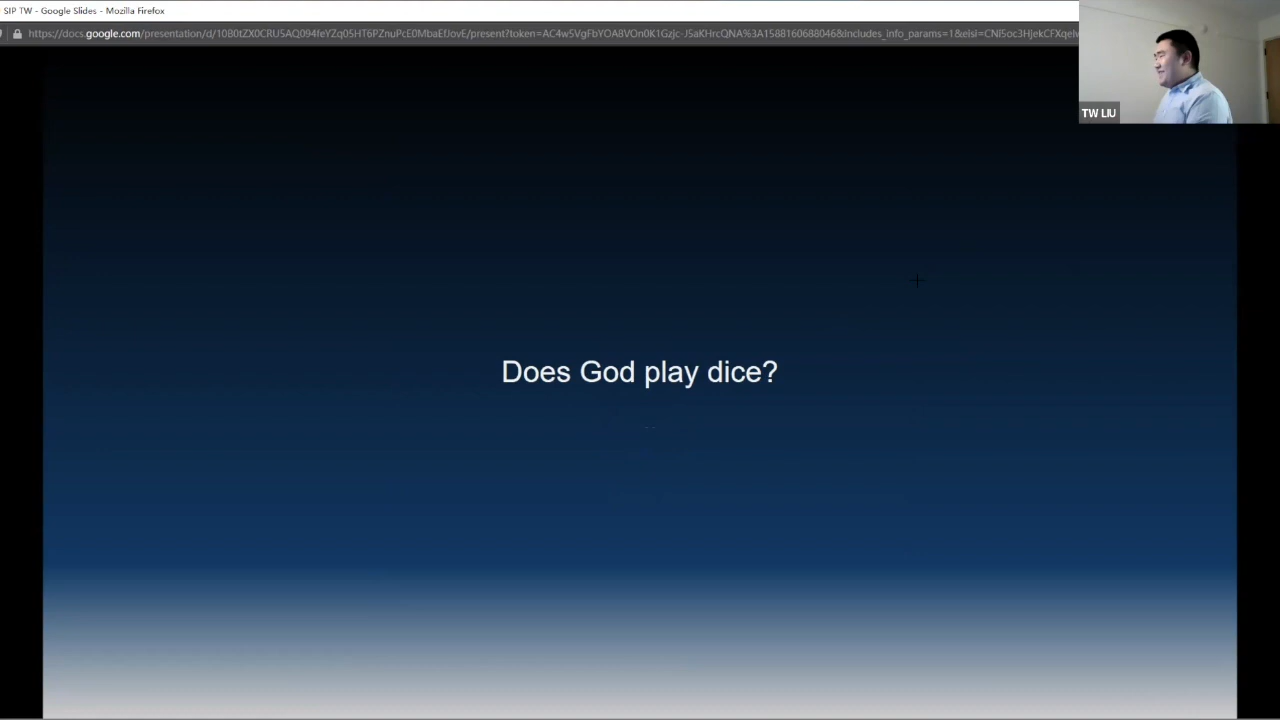 SIP TW - Google Slides - Mozilla Firefox
TW LIU
Does God play dice?